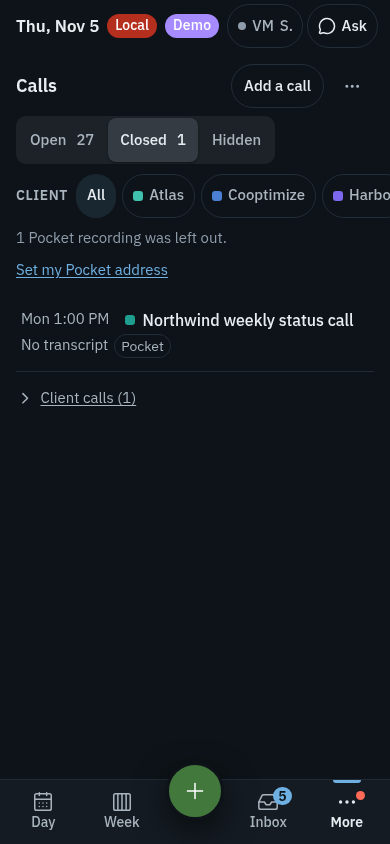 Thu, Nov 5 Local Demo VM S. Ask
Calls Add a call
Open 27 Closed 1 Hidden
CLIENT All Atlas Cooptimize Harbo
1 Pocket recording was left out.
Set my Pocket address
Mon 1:00 PM Northwind weekly status call
No transcript Pocket
Client calls (1)
Day Week Inbox 5 More